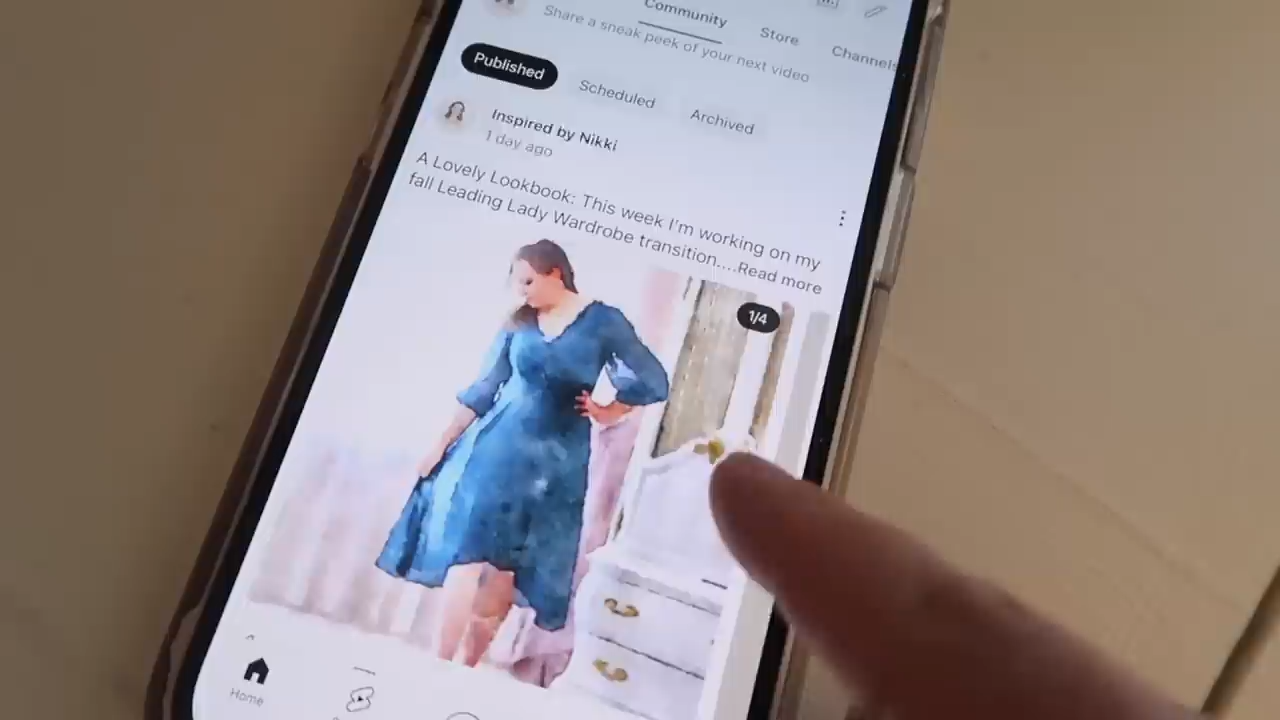 Community
Store
Channels
Share a sneak peek of your next video
Published
Scheduled
Archived
Inspired by Nikki
1 day ago
A Lovely Lookbook: This week I'm working on my
fall Leading Lady Wardrobe transition....Read more
1/4
Home